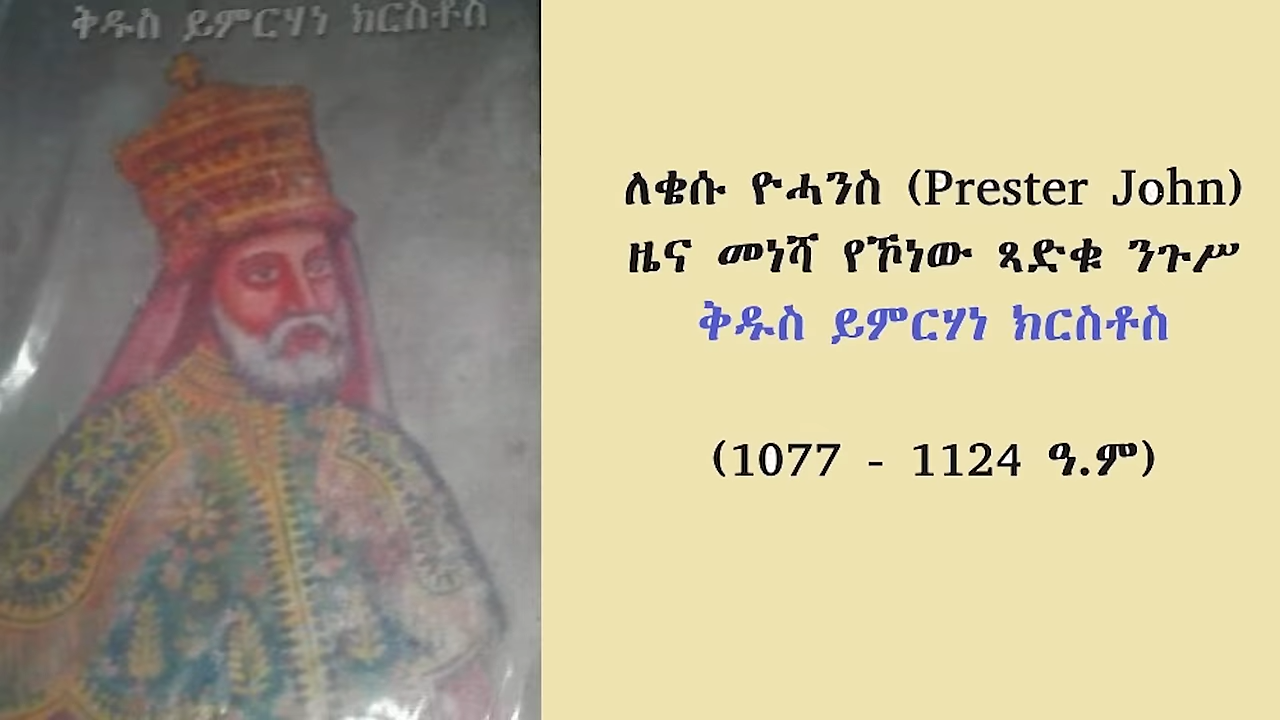 ቅዱስ ይምርሃነ ክርስቶስ
ለቄሱ ዮሓንስ (Prester John)
ዜና መነሻ የኾነው ጻድቁ ንጉሥ
ቅዱስ ይምርሃነ ክርስቶስ
(1077 - 1124 ዓ.ም)